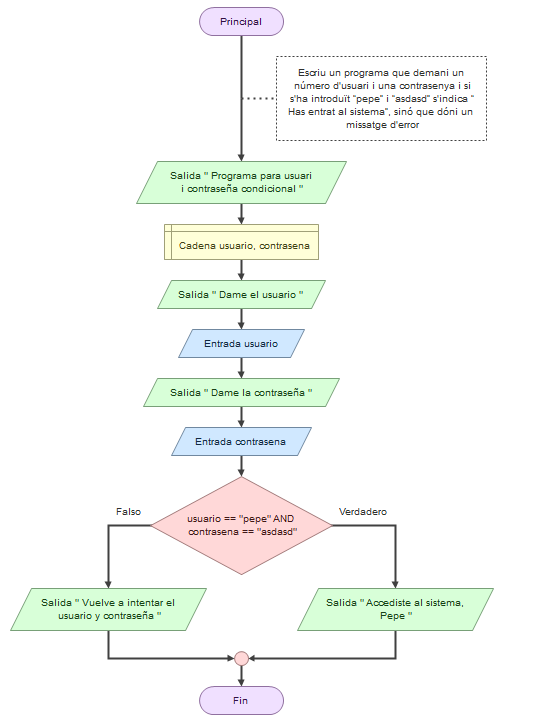 Principal
Escriu un programa que demani un
número d'usuari i una contrasenya i si
s'ha introduït "pepe" i "asdasd" s'indica "
Has entrat al sistema", sinó que dóni un
missatge d'error
Salida " Programa para usuari
i contraseña condicional "
Cadena usuario, contrasena
Salida " Dame el usuario "
Entrada usuario
Salida " Dame la contraseña "
Entrada contrasena
Falso
usuario == "pepe" AND
contrasena == "asdasd"
Verdadero
Salida " Vuelve a intentar el
usuario y contraseña "
Salida " Accediste al sistema,
Pepe "
Fin